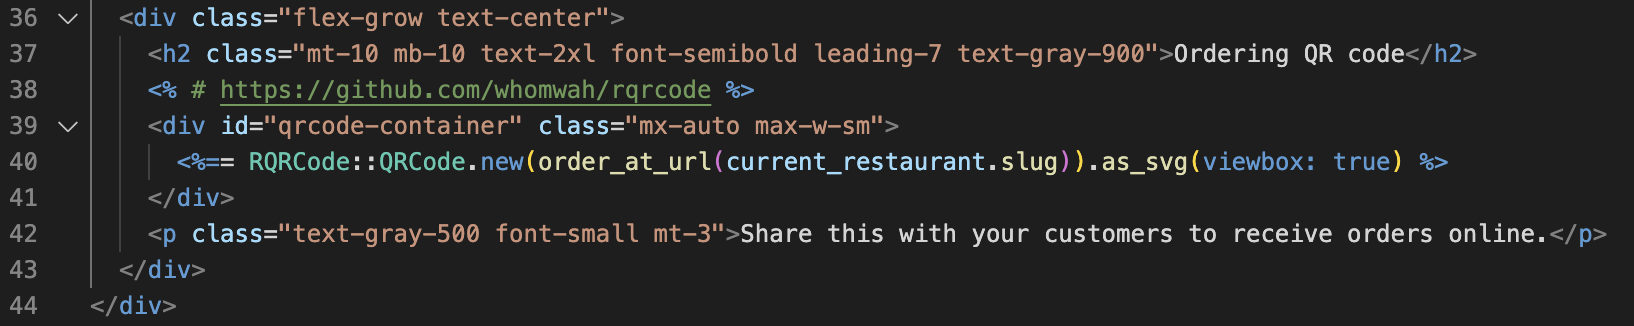 36 <div class="flex-grow text-center">
37 <h2 class="mt-10 mb-10 text-2xl font-semibold leading-7 text-gray-900">Ordering QR code</h2>
38 <% # https://github.com/whomwah/rqrcode %>
39 <div id="qrcode-container" class="mx-auto max-w-sm">
40 <%== RQRCode::QRCode.new(order_at_url(current_restaurant.slug)).as_svg(viewbox: true) %>
41 </div>
42 <p class="text-gray-500 font-small mt-3">Share this with your customers to receive orders online.</p>
43 </div>
44 </div>